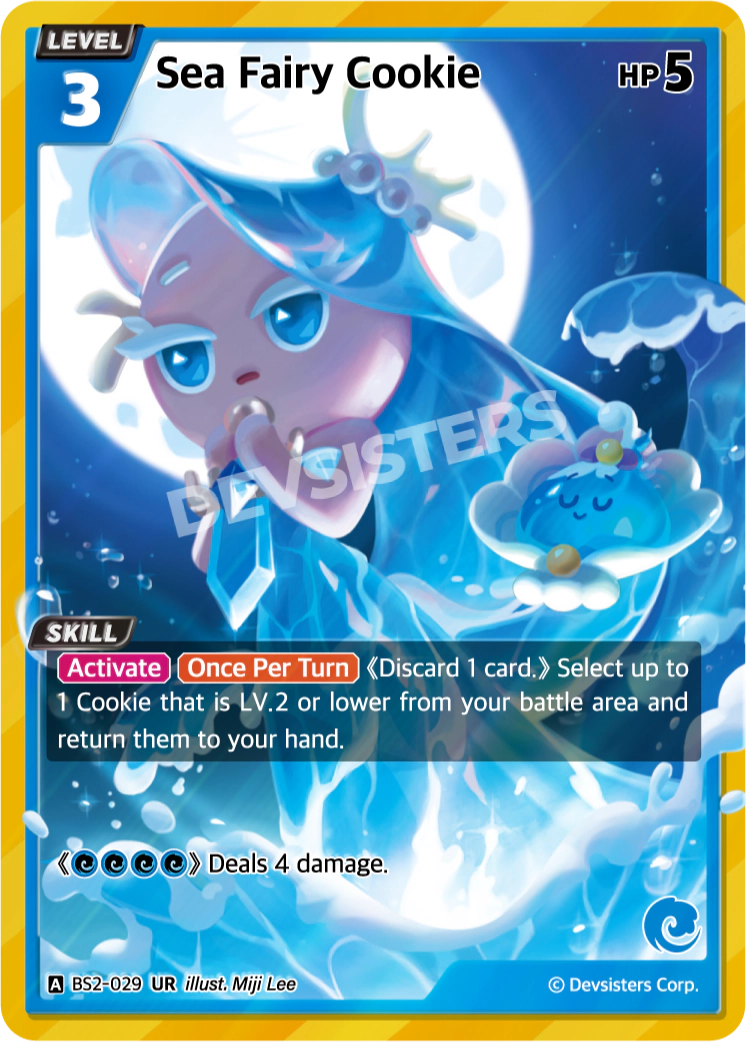 LEVEL
3
Sea Fairy Cookie
HP 5
DEVSISTERS
SKILL
Activate Once Per Turn 《Discard 1 card.》 Select up to
1 Cookie that is LV.2 or lower from your battle area and
return them to your hand.
《》 Deals 4 damage.
A BS2-029 UR illust. Miji Lee
© Devsisters Corp.